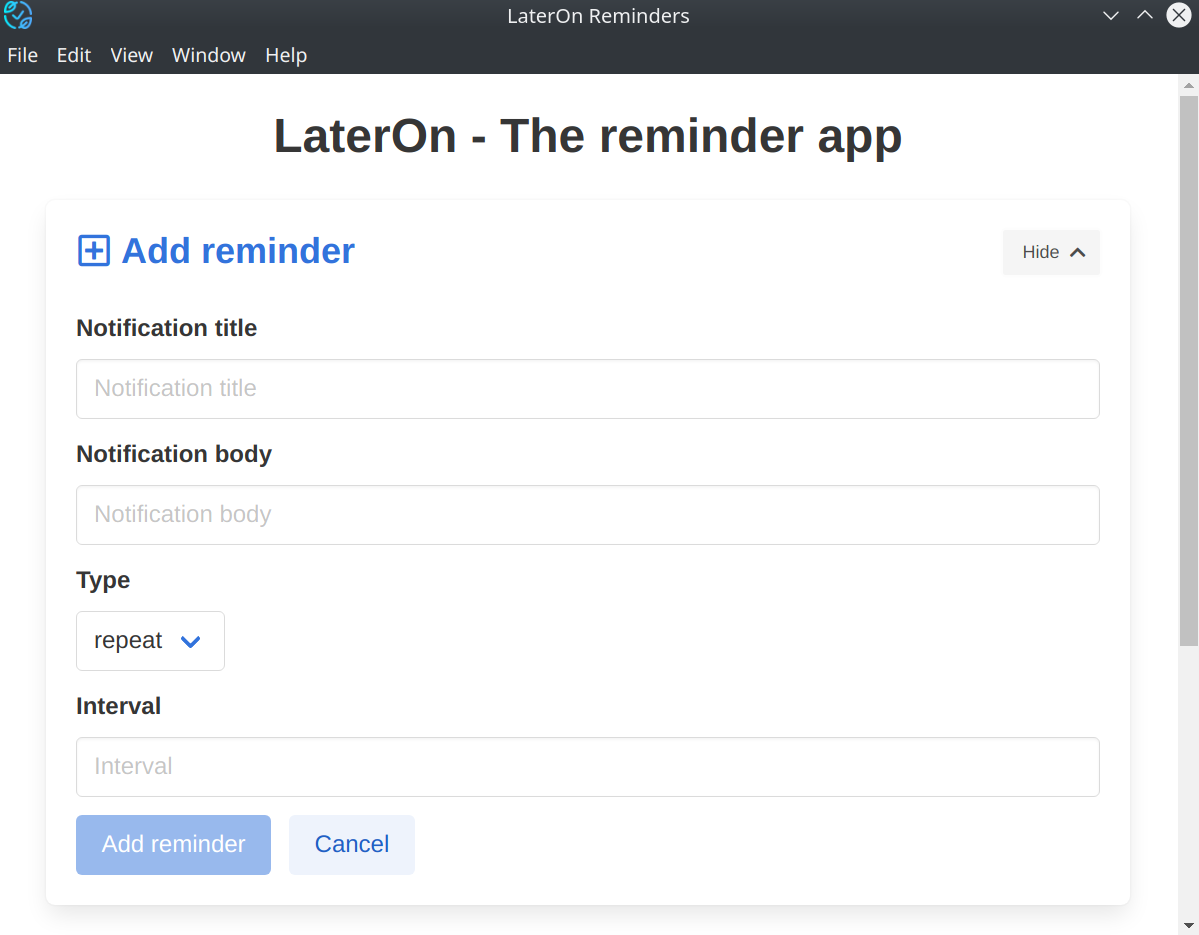 LaterOn Reminders
File Edit View Window Help
LaterOn - The reminder app
Add reminder
Hide
Notification title
Notification title
Notification body
Notification body
Type
repeat
Interval
Interval
Add reminder Cancel